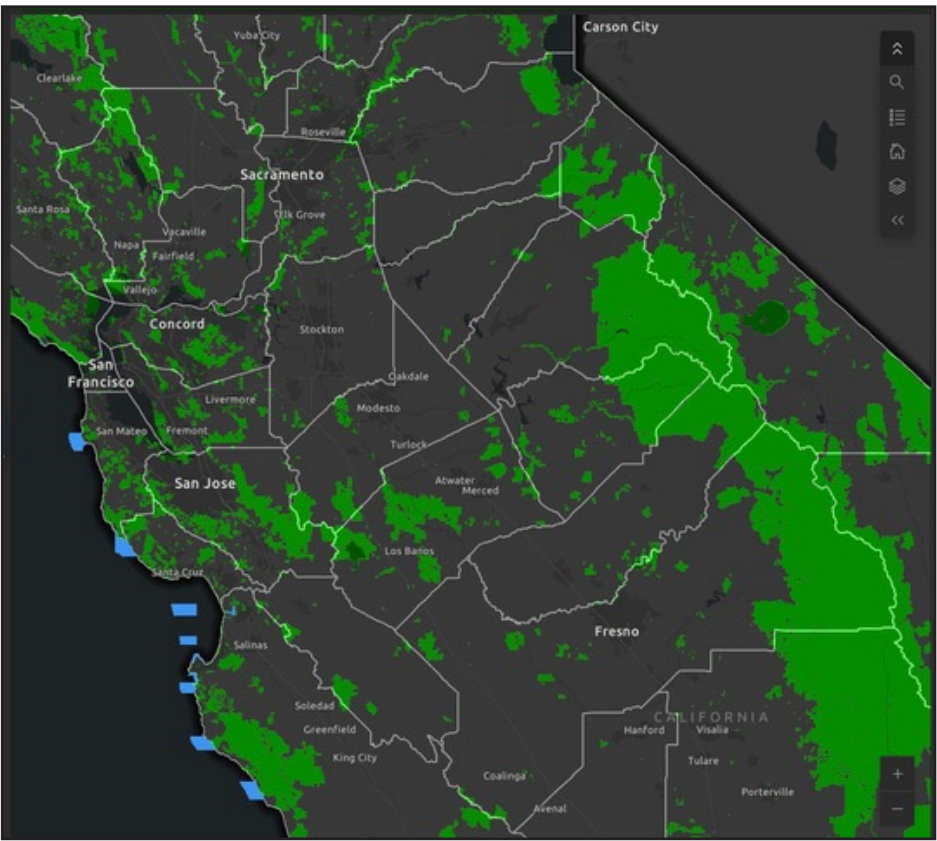 Carson City
Yuba City
Clearlake
Roseville
Sacramento
Santa Rosa
Elk Grove
Vacaville
Napa
Fairfield
Vallejo
Concord
Stockton
San
Francisco
Oakdale
Livermore
Modesto
San Mateo
Fremont
Turlock
San Jose
Atwater
Merced
Los Banos
Santa Cruz
Fresno
Salinas
Soledad
CALIFORNIA
Greenfield
Hanford
Visalia
King City
Tulare
Coalinga
Porterville
Avenal